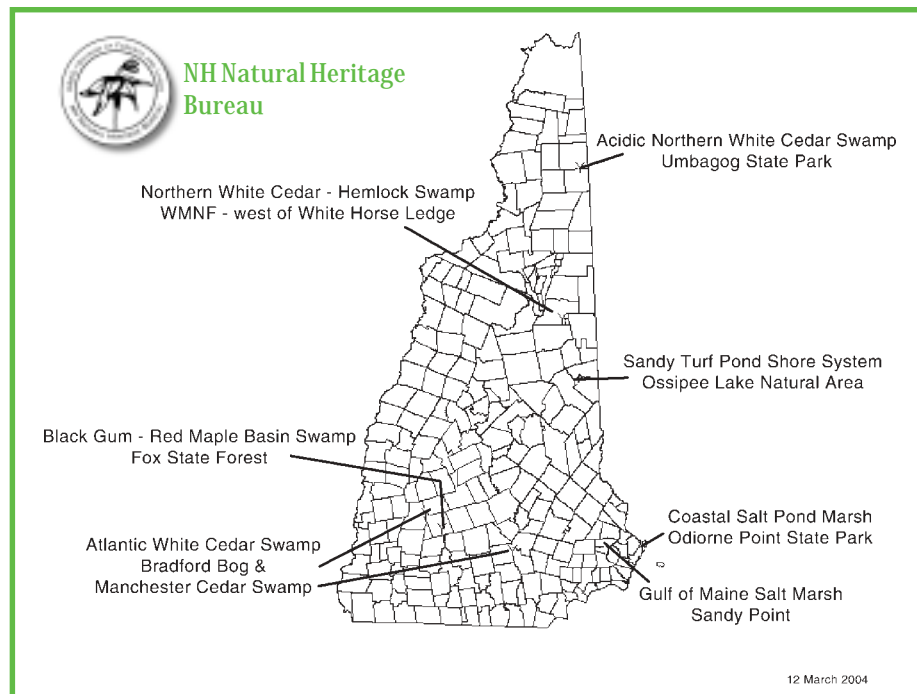 NH Natural Heritage
Bureau
Acidic Northern White Cedar Swamp
Umbagog State Park
Northern White Cedar - Hemlock Swamp
WMNF - west of White Horse Ledge
Sandy Turf Pond Shore System
Ossipee Lake Natural Area
Black Gum - Red Maple Basin Swamp
Fox State Forest
Coastal Salt Pond Marsh
Odiorne Point State Park
Atlantic White Cedar Swamp
Bradford Bog &
Manchester Cedar Swamp
Gulf of Maine Salt Marsh
Sandy Point
12 March 2004